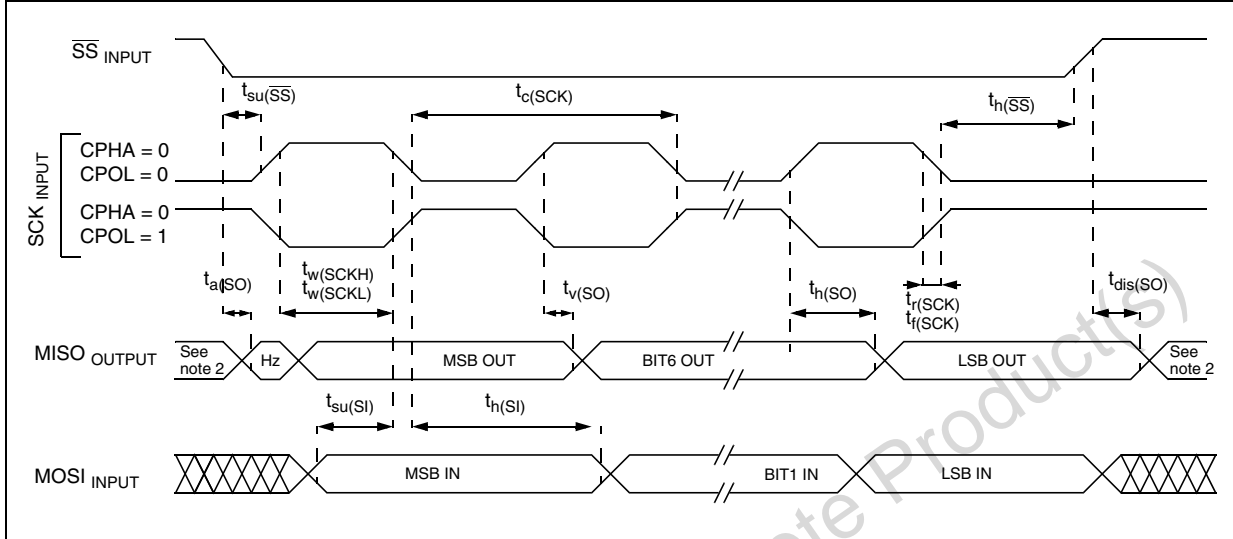 SS INPUT
tsu(SS)
tc(SCK)
th(SS)
SCK INPUT
CPHA = 0
CPOL = 0
CPHA = 0
CPOL = 1
ta(SO)
tw(SCKH)
tw(SCKL)
tv(SO)
th(SO)
tr(SCK)
tf(SCK)
tdis(SO)
MISO OUTPUT
See note 2
Hz
MSB OUT
BIT6 OUT
LSB OUT
See note 2
tsu(SI)
th(SI)
MOSI INPUT
MSB IN
BIT1 IN
LSB IN
ete Product(s)